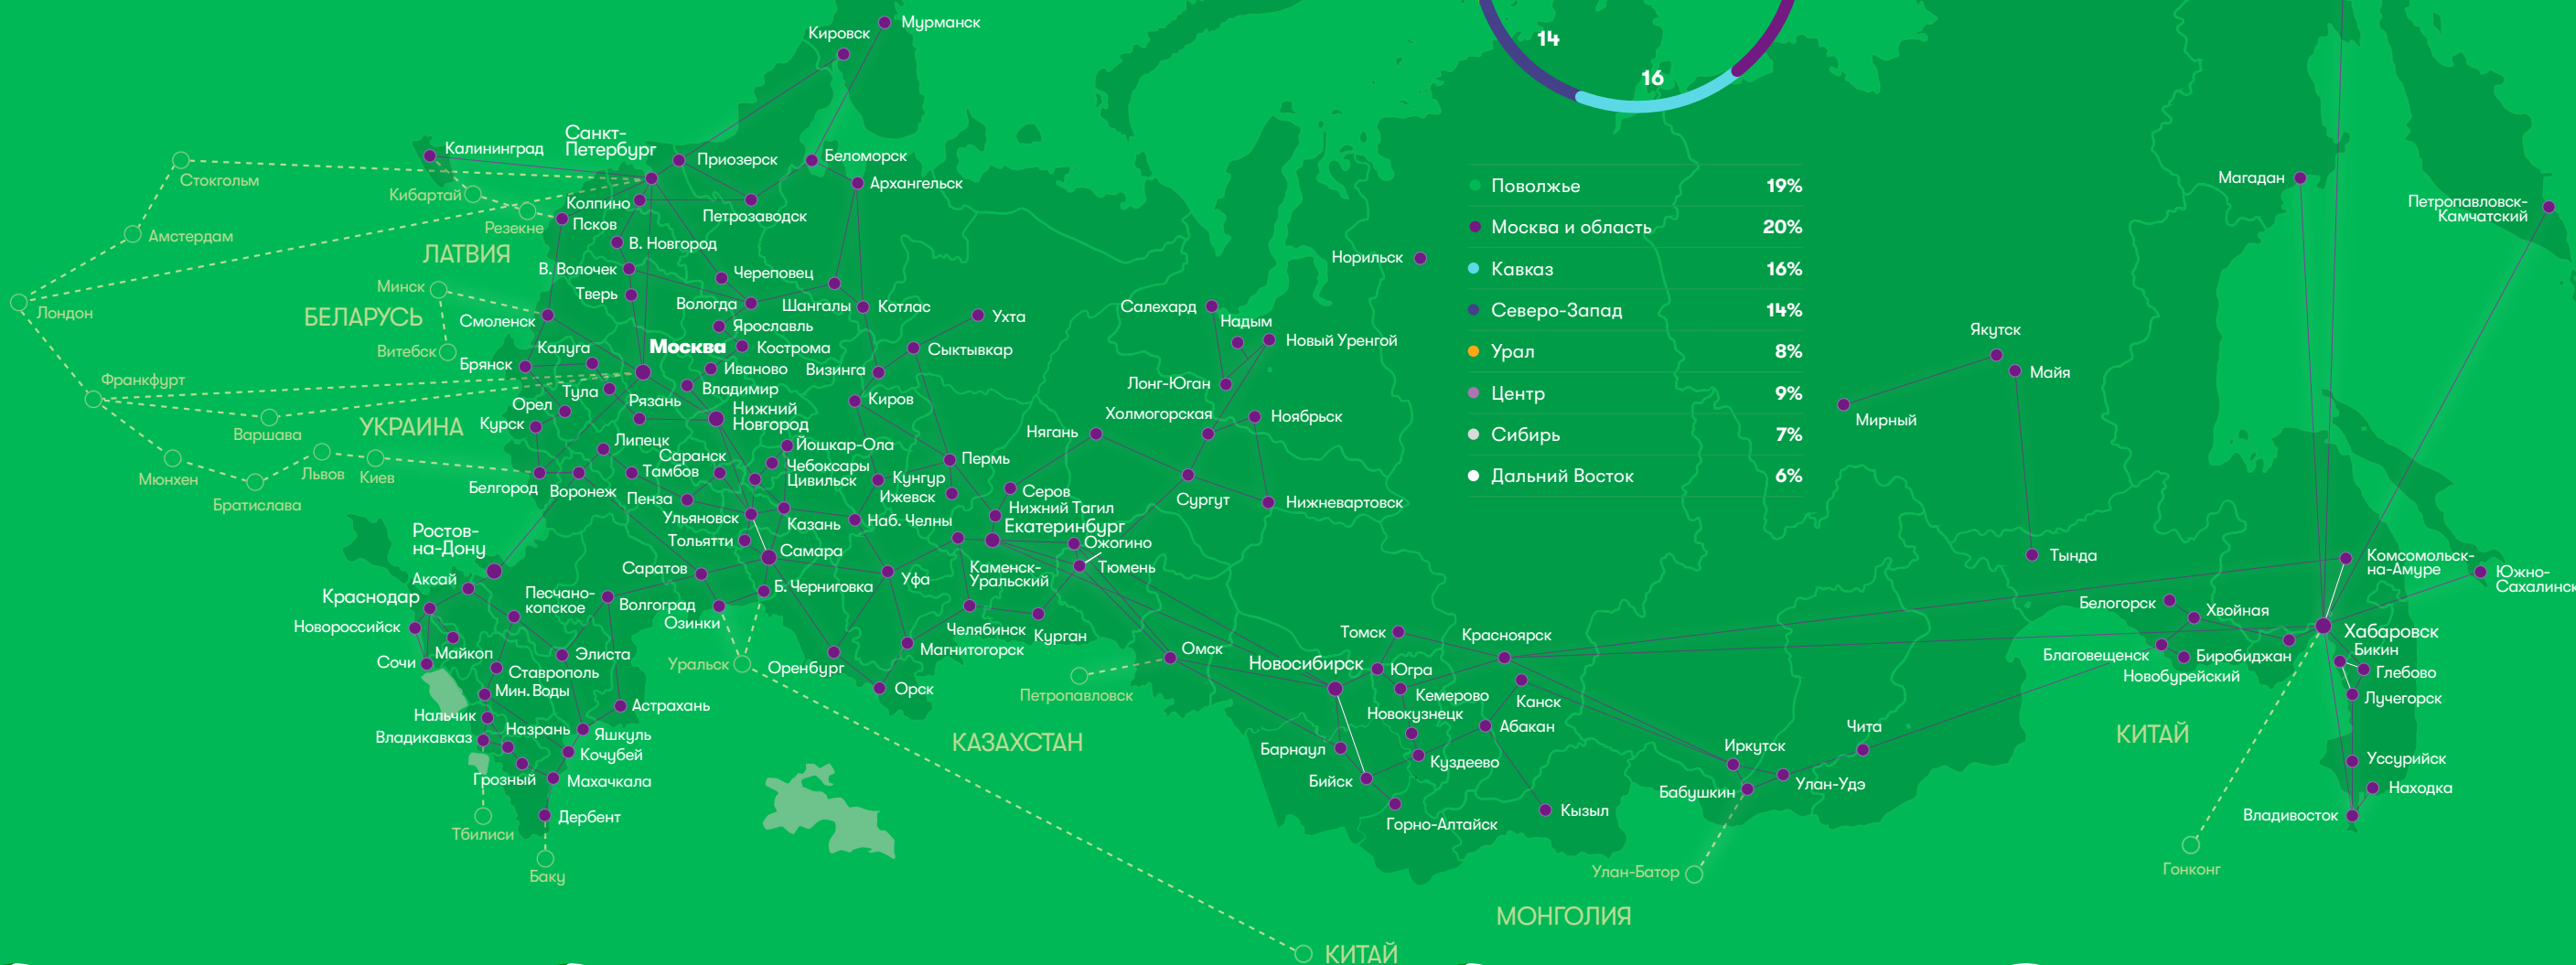 Мурманск
Кировск
14
16
Санкт-
Петербург
Калининград
Приозерск
Беломорск
Стокгольм
Кибартай
Архангельск
Магадан
Поволжье 19%
Колпино
Петрозаводск
Петропавловск-
Камчатский
Резекне
Псков
Москва и область 20%
Амстердам
В. Новгород
ЛАТВИЯ
Норильск
В. Волочек
Череповец
Кавказ 16%
Минск
Тверь
Вологда
Шангалы
Котлас
Салехард
Северо-Запад 14%
Лондон
БЕЛАРУСЬ
Смоленск
Ярославль
Ухта
Надым
Якутск
Витебск
Калуга
Москва
Кострома
Сыктывкар
Новый Уренгой
Урал 8%
Брянск
Иваново
Визинга
Майя
Франкфурт
Тула
Владимир
Лонг-Юган
Центр 9%
Орел
Рязань
Нижний
Новгород
Киров
Холмогорская
Ноябрьск
Мирный
Варшава
УКРАИНА
Курск
Нягань
Сибирь 7%
Липецк
Йошкар-Ола
Саранск
Пермь
Мюнхен
Львов
Киев
Тамбов
Чебоксары
Цивильск
Кунгур
Дальний Восток 6%
Белгород
Воронеж
Пенза
Ижевск
Серов
Сургут
Нижневартовск
Братислава
Нижний Тагил
Ростов-
на-Дону
Ульяновск
Казань
Наб. Челны
Екатеринбург
Тольятти
Самара
Ожогино
Тында
Комсомольск-
на-Амуре
Аксай
Саратов
Уфа
Каменск-
Уральский
Тюмень
Южно-
Сахалинск
Краснодар
Песчано-
копское
Волгоград
Б. Черниговка
Белогорск
Хвойная
Новороссийск
Озинки
Челябинск
Курган
Томск
Красноярск
Хабаровск
Майкоп
Элиста
Магнитогорск
Омск
Бикин
Сочи
Ставрополь
Уральск
Оренбург
Новосибирск
Югра
Благовещенск
Биробиджан
Новобурейский
Глебово
Мин. Воды
Орск
Петропавловск
Кемерово
Канск
Лучегорск
Нальчик
Астрахань
Новокузнецк
Абакан
Чита
Назрань
Яшкуль
Владикавказ
КАЗАХСТАН
КИТАЙ
Кочубей
Барнаул
Куздеево
Иркутск
Уссурийск
Грозный
Махачкала
Бийск
Бабушкин
Улан-Удэ
Находка
Дербент
Горно-Алтайск
Кызыл
Владивосток
Тбилиси
Баку
Улан-Батор
Гонконг
МОНГОЛИЯ
КИТАЙ